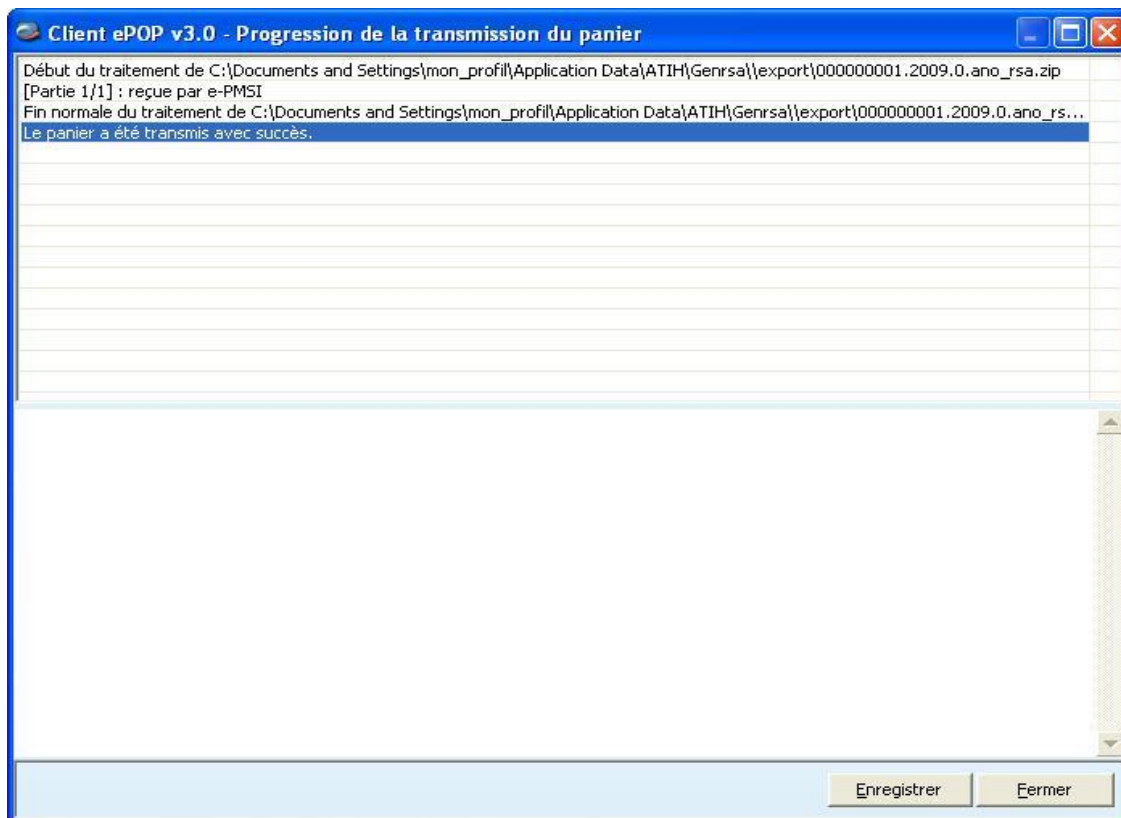 Client ePOP v3.0 - Progression de la transmission du panier
Début du traitement de C:\Documents and Settings\mon_profil\Application Data\ATIH\Genrsa\\export\000000001.2009.0.ano_rsa.zip
[Partie 1/1] : reçue par e-PMSI
Fin normale du traitement de C:\Documents and Settings\mon_profil\Application Data\ATIH\Genrsa\\export\000000001.2009.0.ano_rs...
Le panier a été transmis avec succès.
Enregistrer
Fermer